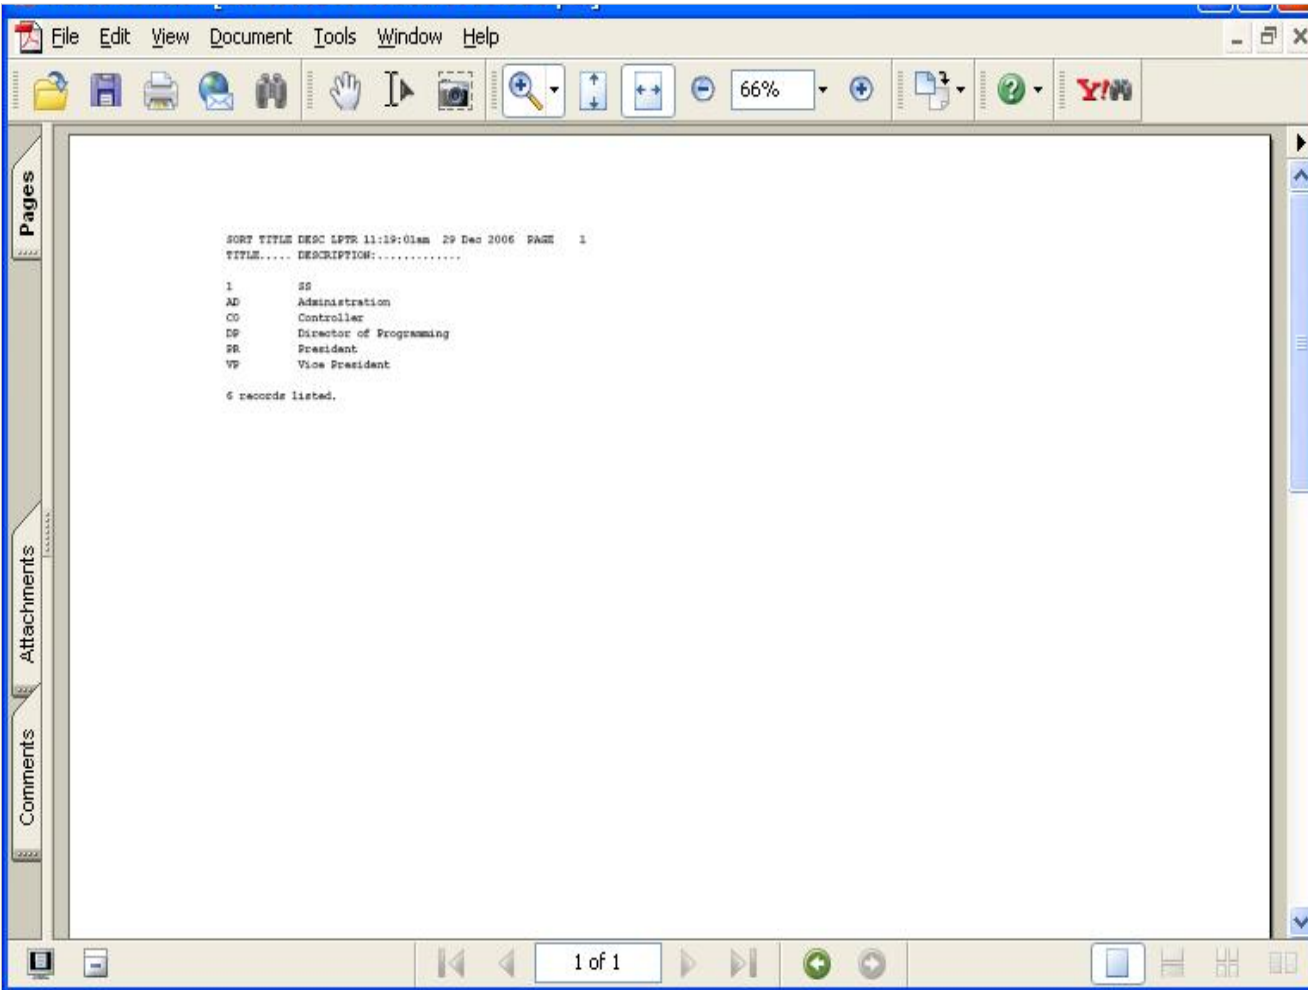 File Edit View Document Tools Window Help
66%
Y!
Pages
SORT TITLE DESC LPTR 11:19:01am 29 Dec 2006 PAGE 1
TITLE..... DESCRIPTION:.............
1 SS
AD Administration
CO Controller
DP Director of Programming
PR President
VP Vice President
6 records listed.
Attachments
Comments
1 of 1